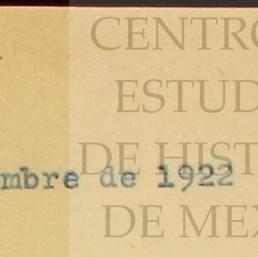 CENTRO
ESTUD
DE HIST
mbre de 1922
DE MEX